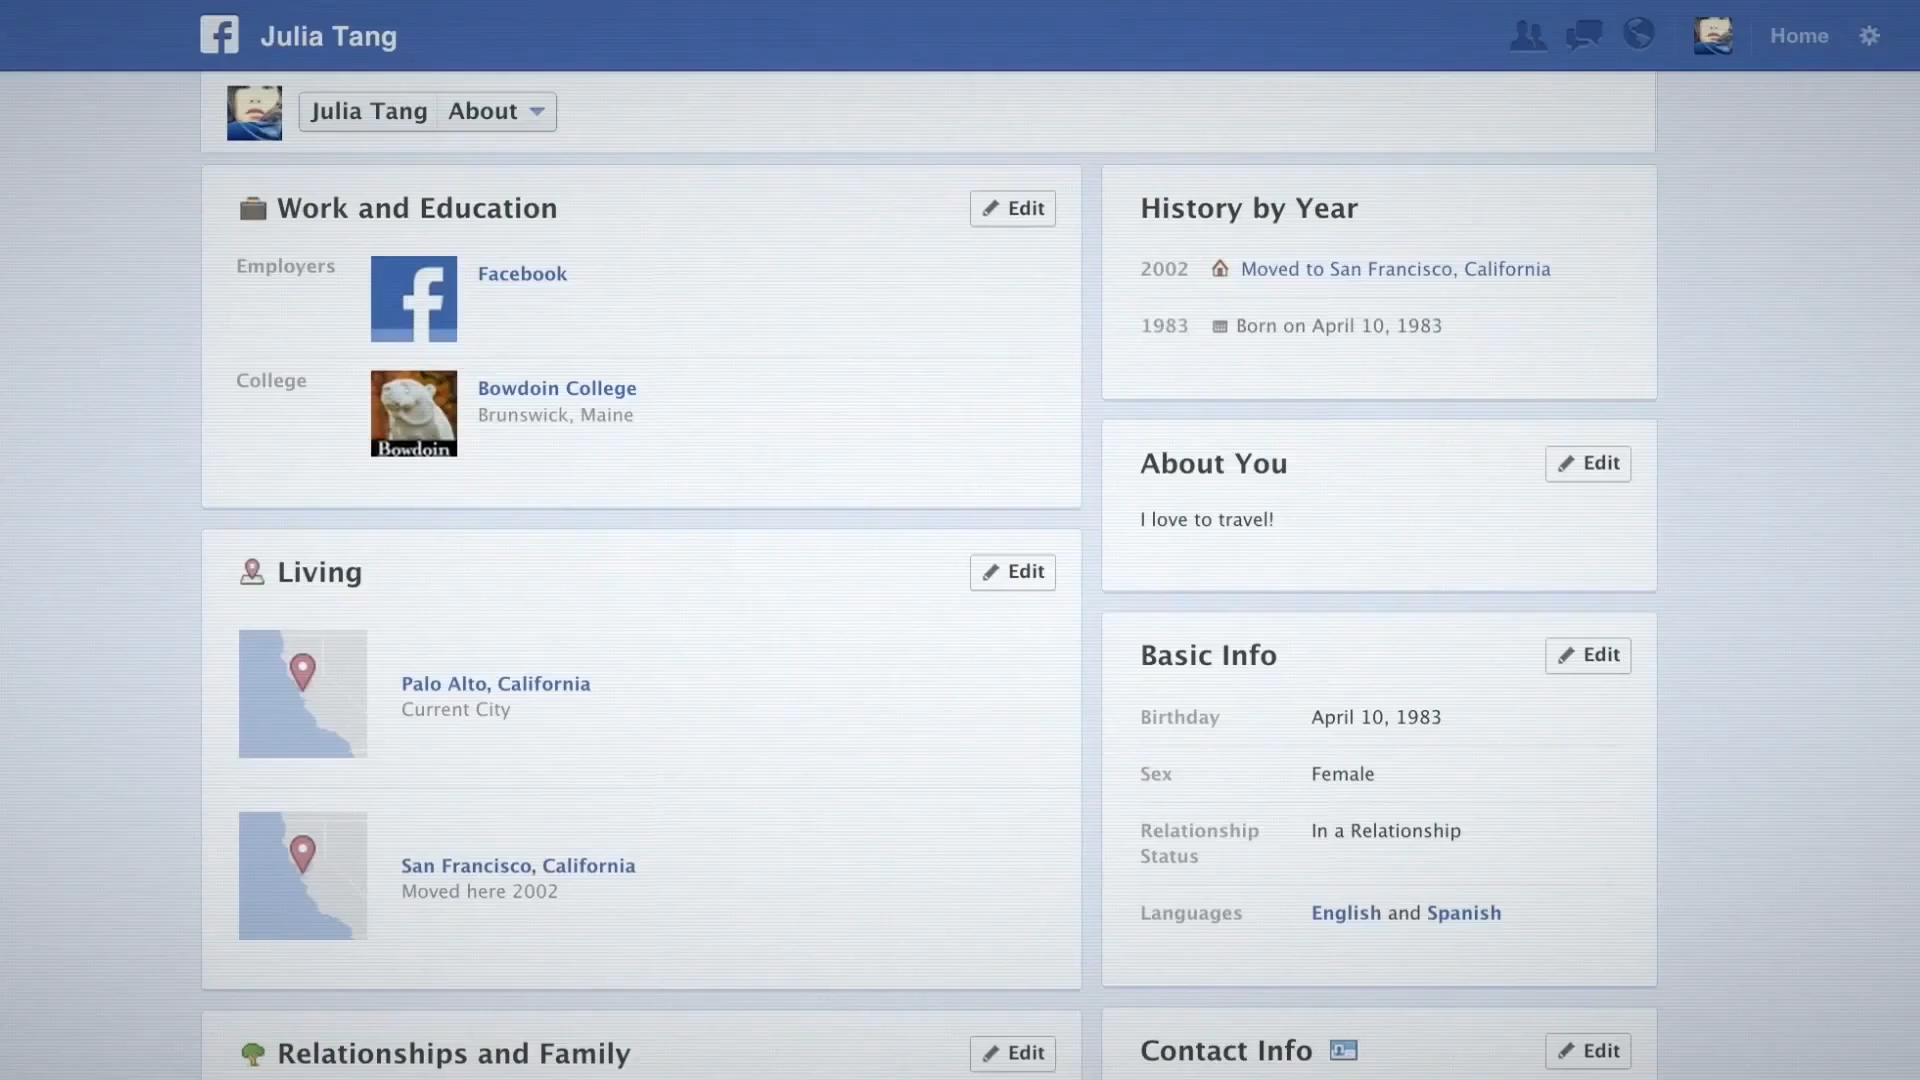 Julia Tang
Home
Julia Tang About
Work and Education
Edit
Employers
Facebook
College
Bowdoin College
Brunswick, Maine
Bowdoin
Living
Edit
Palo Alto, California
Current City
San Francisco, California
Moved here 2002
Relationships and Family
Edit
History by Year
2002 Moved to San Francisco, California
1983 Born on April 10, 1983
About You
Edit
I love to travel!
Basic Info
Edit
Birthday April 10, 1983
Sex Female
Relationship In a Relationship
Status
Languages English and Spanish
Contact Info
Edit